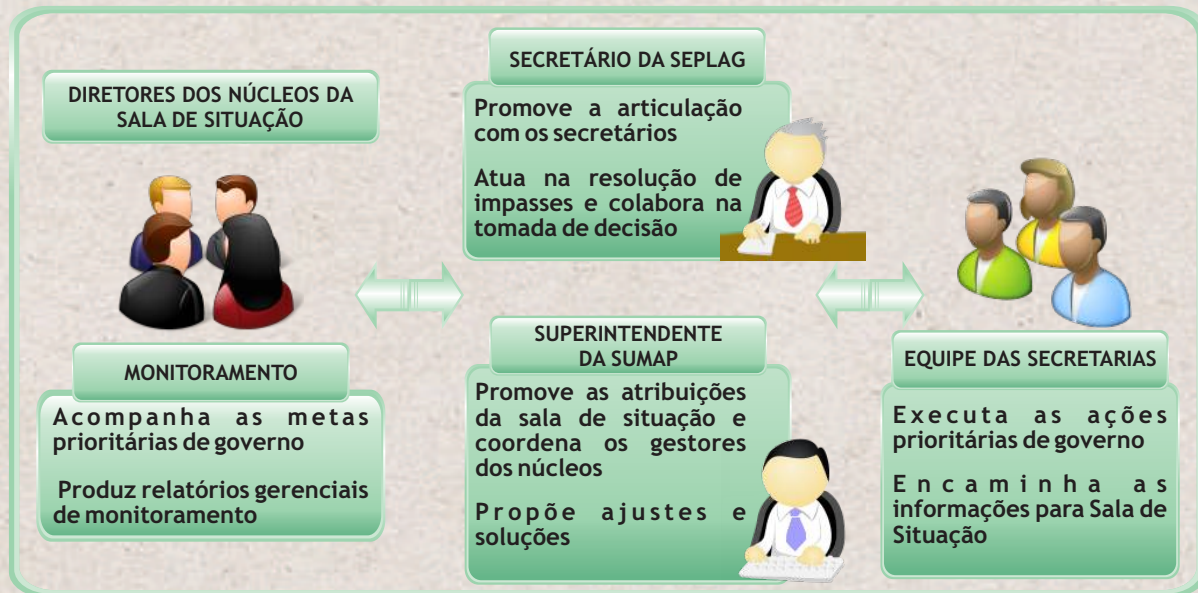 DIRETORES DOS NÚCLEOS DA
SALA DE SITUAÇÃO
MONITORAMENTO
Acompanha as metas
prioritárias de governo
Produz relatórios gerenciais
de monitoramento
SECRETÁRIO DA SEPLAG
Promove a articulação
com os secretários
Atua na resolução de
impasses e colabora na
tomada de decisão
SUPERINTENDENTE
DA SUMAP
Promove as atribuições
da sala de situação e
coordena os gestores
dos núcleos
Propõe ajustes e
soluções
EQUIPE DAS SECRETARIAS
Executa as ações
prioritárias de governo
Encaminha as
informações para Sala de
Situação